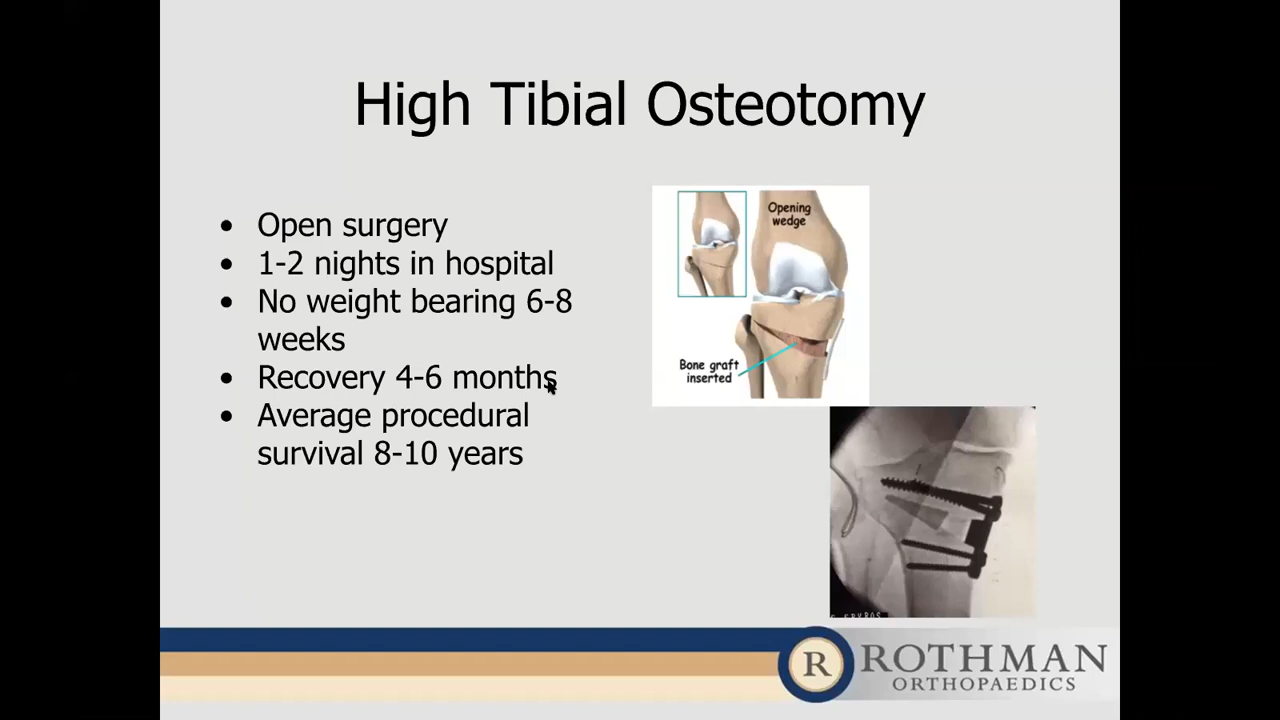 High Tibial Osteotomy
• Open surgery
• 1-2 nights in hospital
• No weight bearing 6-8
weeks
• Recovery 4-6 months
• Average procedural
survival 8-10 years
Opening
wedge
Bone graft
inserted
R
ROTHMAN
ORTHOPAEDICS